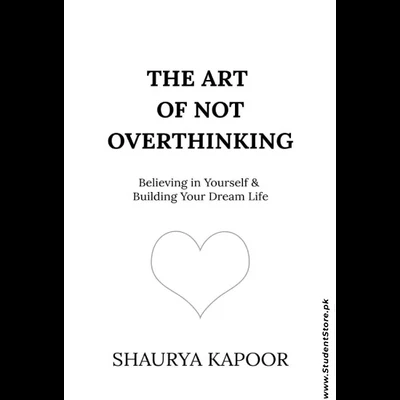 THE ART
OF NOT
OVERTHINKING
Believing in Yourself &
Building Your Dream Life
SHAURYA KAPOOR
www.StudentStore.pk